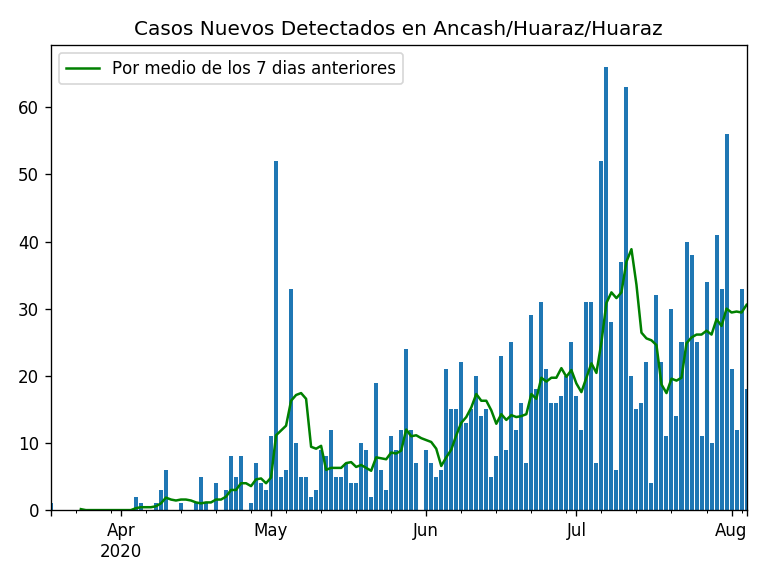 Casos Nuevos Detectados en Ancash/Huaraz/Huaraz
Por medio de los 7 dias anteriores
60
50
40
30
20
10
0
Apr
2020
May
Jun
Jul
Aug